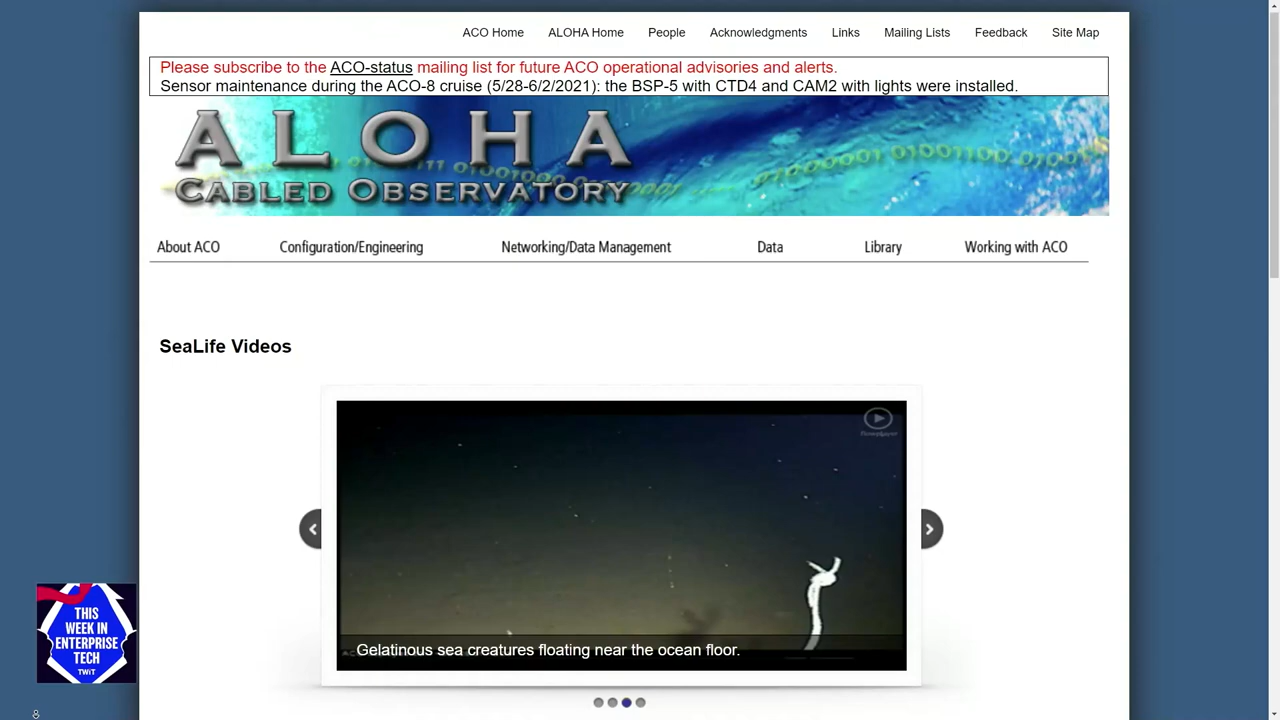 ACO Home ALOHA Home People Acknowledgments Links Mailing Lists Feedback Site Map
Please subscribe to the ACO-status mailing list for future ACO operational advisories and alerts.
Sensor maintenance during the ACO-8 cruise (5/28-6/2/2021): the BSP-5 with CTD4 and CAM2 with lights were installed.
ALOHA
CABLED OBSERVATORY
About ACO Configuration/Engineering Networking/Data Management Data Library Working with ACO
SeaLife Videos
Gelatinous sea creatures floating near the ocean floor.
THIS
WEEK IN
ENTERPRISE
TECH
TWiT